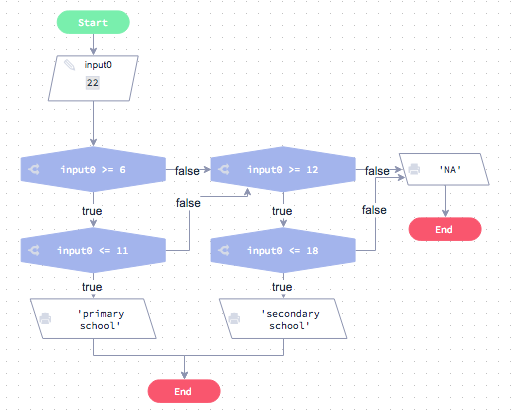 Start
input0
22
input0 >= 6
false
input0 >= 12
false
'NA'
true
false
true
false
End
input0 <= 11
input0 <= 18
true
true
'primary
school'
'secondary
school'
End